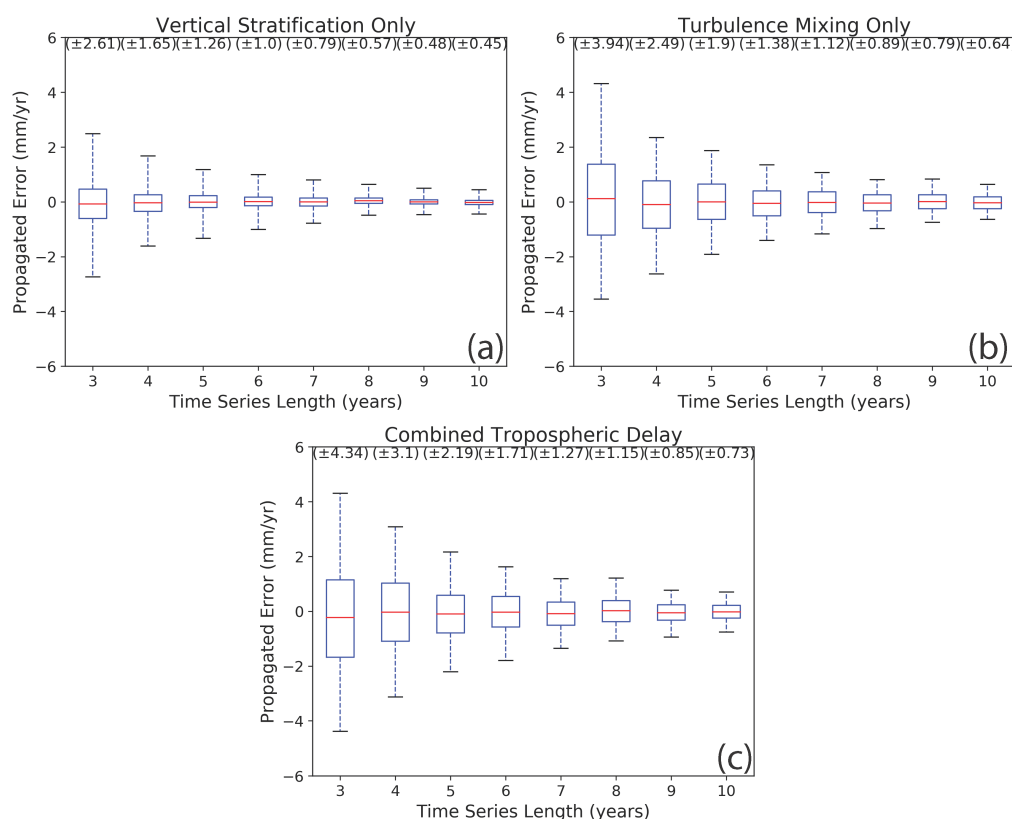 Vertical Stratification Only
(±2.61)(±1.65)(±1.26) (±1.0) (±0.79) (±0.57)(±0.48)(±0.45)
6
4
2
0
−2
−4
−6
Propagated Error (mm/yr)
(a)
3 4 5 6 7 8 9 10
Time Series Length (years)
Turbulence Mixing Only
(±3.94)(±2.49) (±1.9) (±1.38)(±1.12)(±0.89)(±0.79)(±0.64
6
4
2
0
−2
−4
−6
Propagated Error (mm/yr)
(b)
3 4 5 6 7 8 9 10
Time Series Length (years)
Combined Tropospheric Delay
(±4.34) (±3.1) (±2.19)(±1.71)(±1.27)(±1.15)(±0.85)(±0.73)
6
4
2
0
−2
−4
−6
Propagated Error (mm/yr)
(c)
3 4 5 6 7 8 9 10
Time Series Length (years)